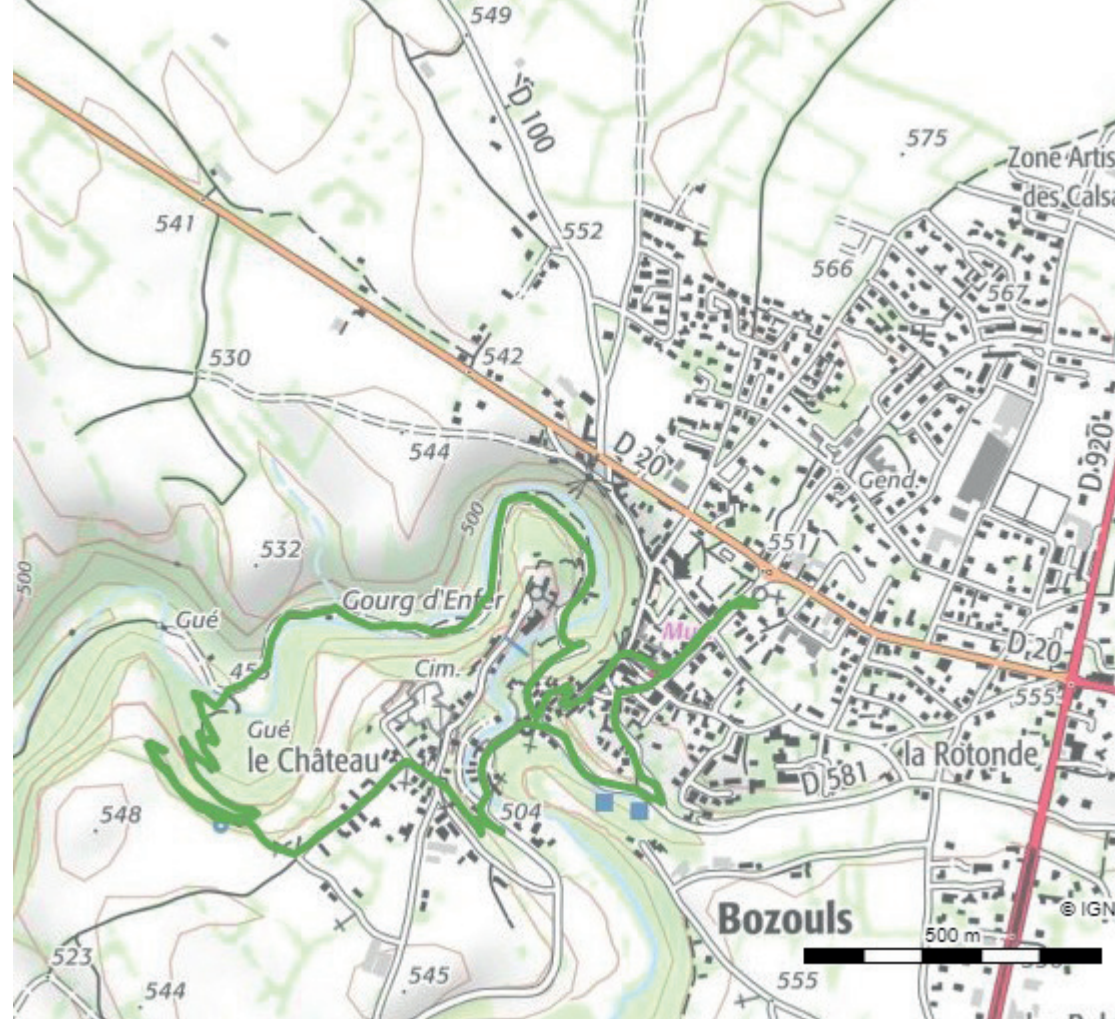 549
D 100
575
Zone Artis
des Calsa
541
552
566
567
530
542
544
D 20
D 920
Gend.
500
551
532
500
Gourg d'Enfer
Gué
Mu
Cim.
D 20
555
Gué
le Château
la Rotonde
D 581
548
504
Bozouls
© IGN
500 m
523
545
555
544